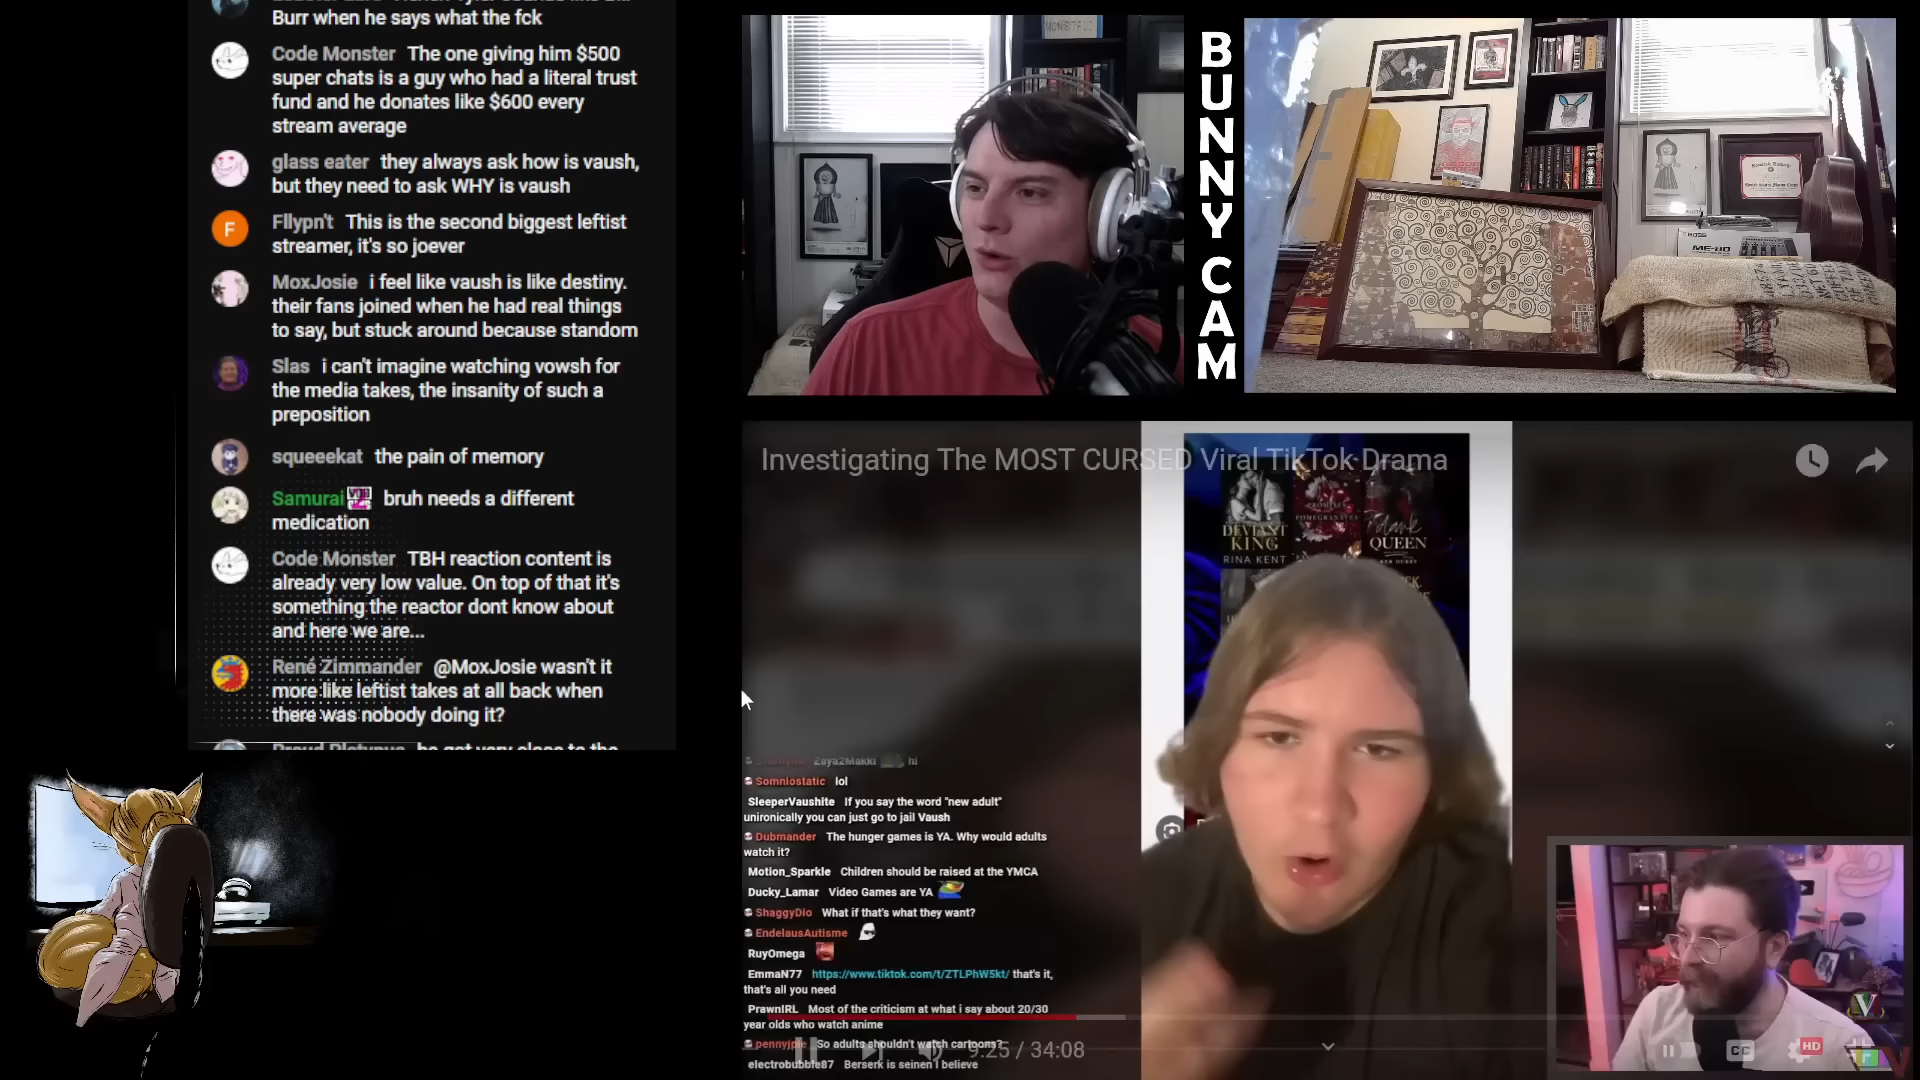 Burr when he says what the fck
Code Monster The one giving him $500
super chats is a guy who had a literal trust
fund and he donates like $600 every
stream average
glass eater they always ask how is vaush,
but they need to ask WHY is vaush
F
Fllypn't This is the second biggest leftist
streamer, it's so joever
MoxJosie i feel like vaush is like destiny.
their fans joined when he had real things
to say, but stuck around because standom
Slas i can't imagine watching vowsh for
the media takes, the insanity of such a
preposition
squeeekat the pain of memory
Samurai bruh needs a different
medication
Code Monster TBH reaction content is
already very low value. On top of that it's
something the reactor dont know about
and here we are...
René Zimmander @MoxJosie wasn't it
more like leftist takes at all back when
there was nobody doing it?
BUNNY CAM
BOSS
ME-80
Investigating The MOST CURSED Viral TikTok Drama
DEVIANT
KING
RINA KENT
PROMISES
POMEGRANATES
QUEEN
Zaya2Makki hi
Somniostatic lol
SleeperVaushite If you say the word "new adult"
unironically you can just go to jail Vaush
Dubmander The hunger games is YA. Why would adults
watch it?
Motion_Sparkle Children should be raised at the YMCA
Ducky_Lamar Video Games are YA
ShaggyDio What if that's what they want?
EndelausAutisme
RuyOmega
EmmaN77 https://www.tiktok.com/t/ZTLPhW5kt/ that's it,
that's all you need
PrawnIRL Most of the criticism at what i say about 20/30
year olds who watch anime
pennyjpie So adults shouldn't watch cartoons?
9:25 / 34:08
electrobubble87 Berserk is seinen I believe
CC
HD
V